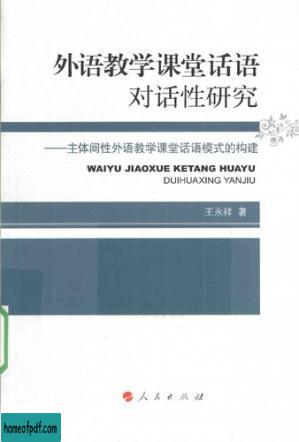 外语教学课堂话语
对话性研究
——主体间性外语教学课堂话语模式的构建
WAIYU JIAOXUE KETANG HUAYU
DUIHUAXING YANJIU
王永祥 著
人民出版社
homeofpdf.com